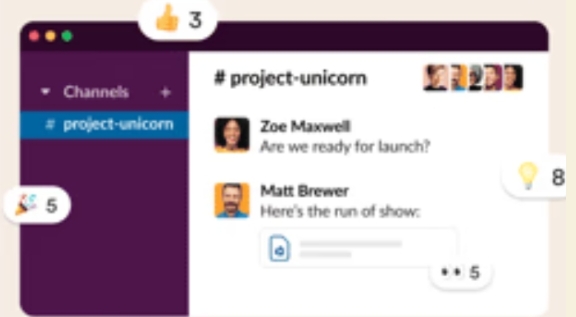 3
Channels +
# project-unicorn
# project-unicorn
Zoe Maxwell
Are we ready for launch?
8
Matt Brewer
5
Here's the run of show:
5